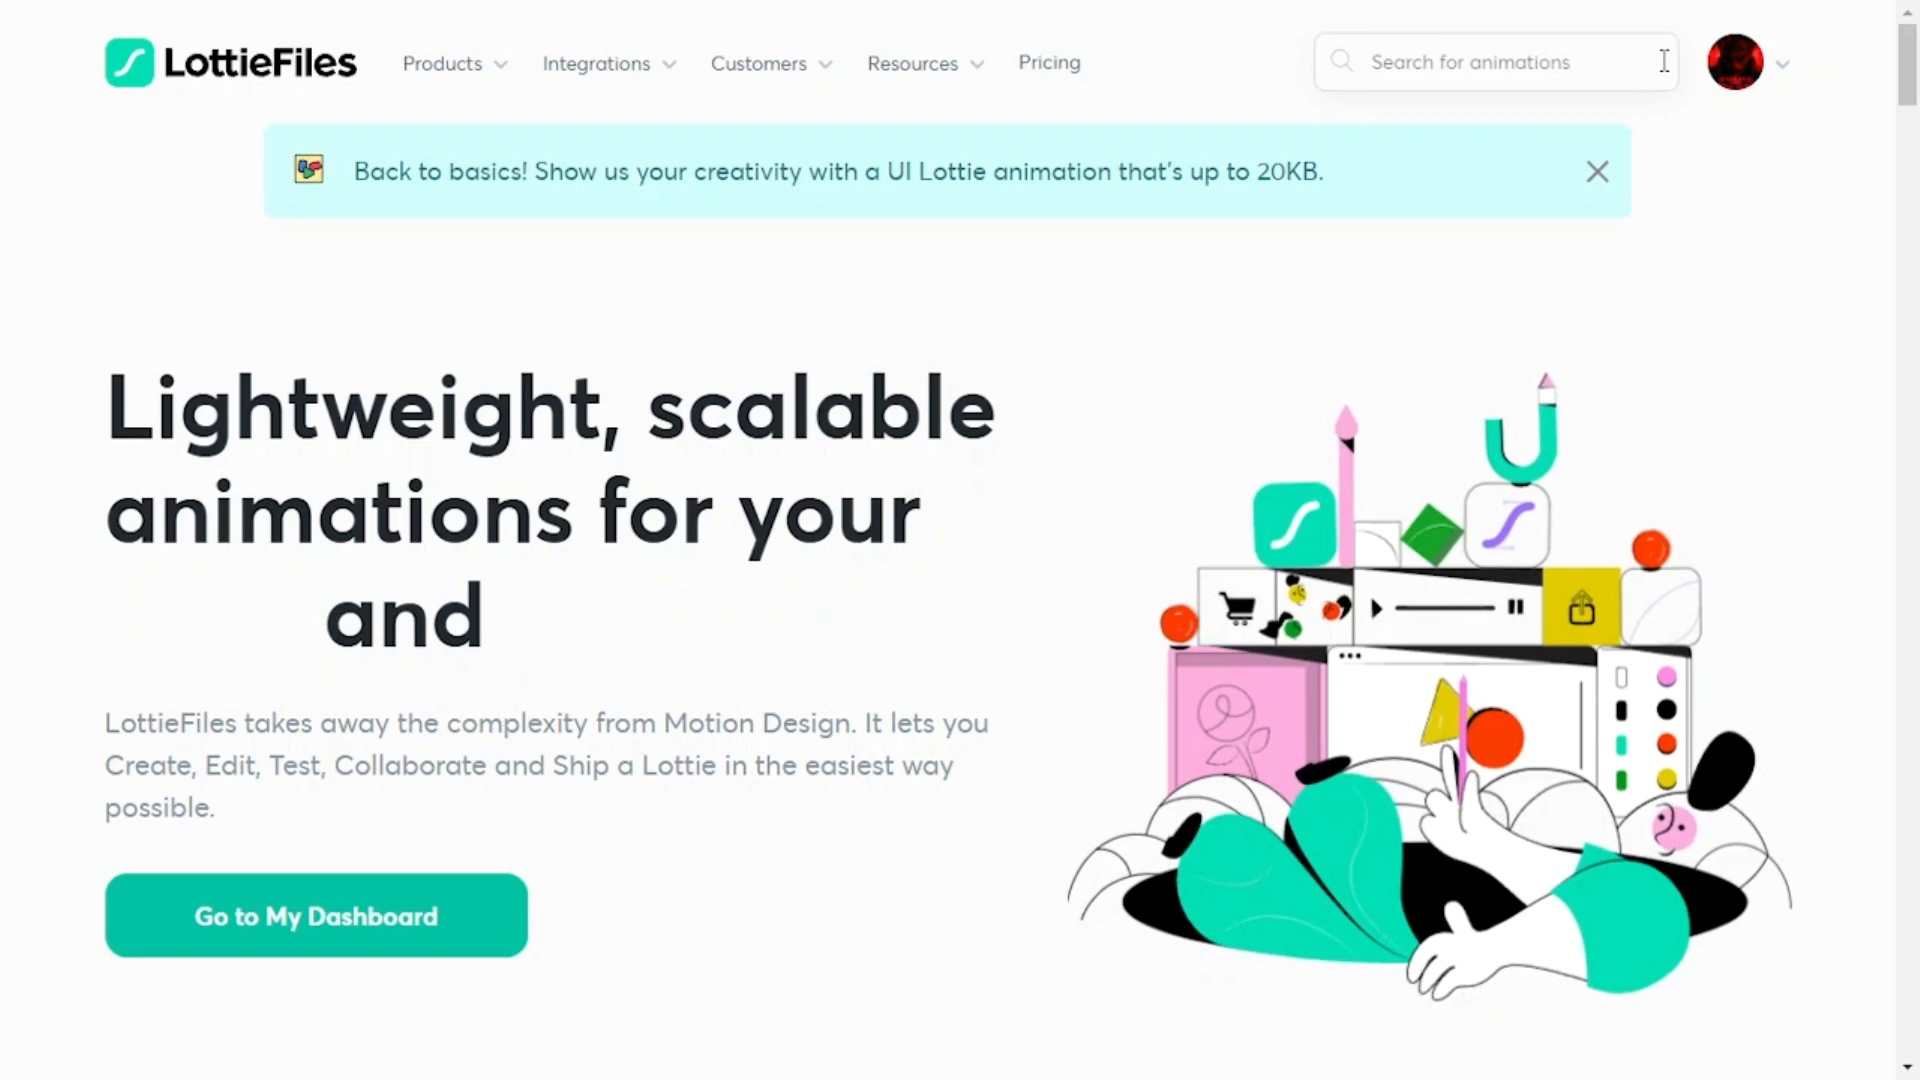 LottieFiles
Products
Integrations
Customers
Resources
Pricing
Search for animations
Back to basics! Show us your creativity with a UI Lottie animation that's up to 20KB.
Lightweight, scalable
animations for your
and
LottieFiles takes away the complexity from Motion Design. It lets you
Create, Edit, Test, Collaborate and Ship a Lottie in the easiest way
possible.
Go to My Dashboard